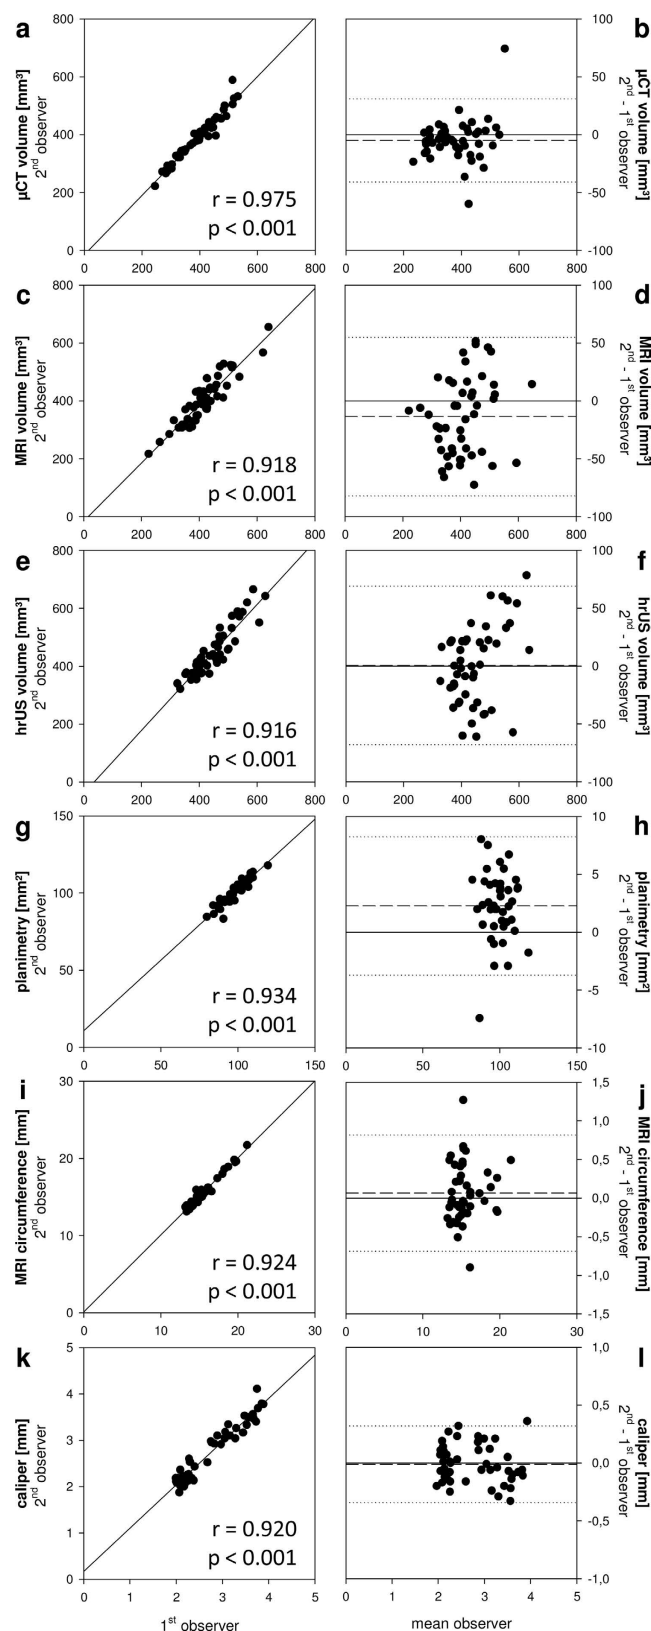 a
µCT volume [mm³]
2nd observer
800
600
400
200
0
r = 0.975
p < 0.001
0 200 400 600 800
b
100
50
0
-50
-100
µCT volume [mm³]
2nd - 1st observer
0 200 400 600 800
c
MRI volume [mm³]
2nd observer
800
600
400
200
0
r = 0.918
p < 0.001
0 200 400 600 800
d
100
50
0
-50
-100
MRI volume [mm³]
2nd - 1st observer
0 200 400 600 800
e
hrUS volume [mm³]
2nd observer
800
600
400
200
0
r = 0.916
p < 0.001
0 200 400 600 800
f
100
50
0
-50
-100
hrUS volume [mm³]
2nd - 1st observer
0 200 400 600 800
g
planimetry [mm²]
2nd observer
150
100
50
0
r = 0.934
p < 0.001
0 50 100 150
h
10
5
0
-5
-10
planimetry [mm²]
2nd - 1st observer
0 50 100 150
i
MRI circumference [mm]
2nd observer
30
20
10
0
r = 0.924
p < 0.001
0 10 20 30
j
1,5
1,0
0,5
0,0
-0,5
-1,0
-1,5
MRI circumference [mm]
2nd - 1st observer
0 10 20 30
k
caliper [mm]
2nd observer
5
4
3
2
1
0
r = 0.920
p < 0.001
0 1 2 3 4 5
1st observer
l
1,0
0,5
0,0
-0,5
-1,0
caliper [mm]
2nd - 1st observer
0 1 2 3 4 5
mean observer